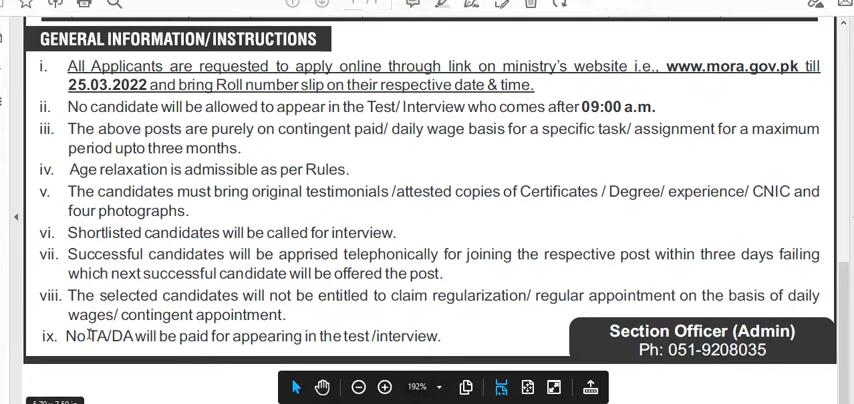 GENERAL INFORMATION/ INSTRUCTIONS
i. All Applicants are requested to apply online through link on ministry's website i.e., www.mora.gov.pk till
25.03.2022 and bring Roll number slip on their respective date & time.
ii. No candidate will be allowed to appear in the Test/ Interview who comes after 09:00 a.m.
iii. The above posts are purely on contingent paid/ daily wage basis for a specific task/ assignment for a maximum
period upto three months.
iv. Age relaxation is admissible as per Rules.
v. The candidates must bring original testimonials /attested copies of Certificates / Degree/ experience/ CNIC and
four photographs.
vi. Shortlisted candidates will be called for interview.
vii. Successful candidates will be apprised telephonically for joining the respective post within three days failing
which next successful candidate will be offered the post.
viii. The selected candidates will not be entitled to claim regularization/ regular appointment on the basis of daily
wages/ contingent appointment.
ix. No TA/DA will be paid for appearing in the test /interview.
Section Officer (Admin)
Ph: 051-9208035
192%